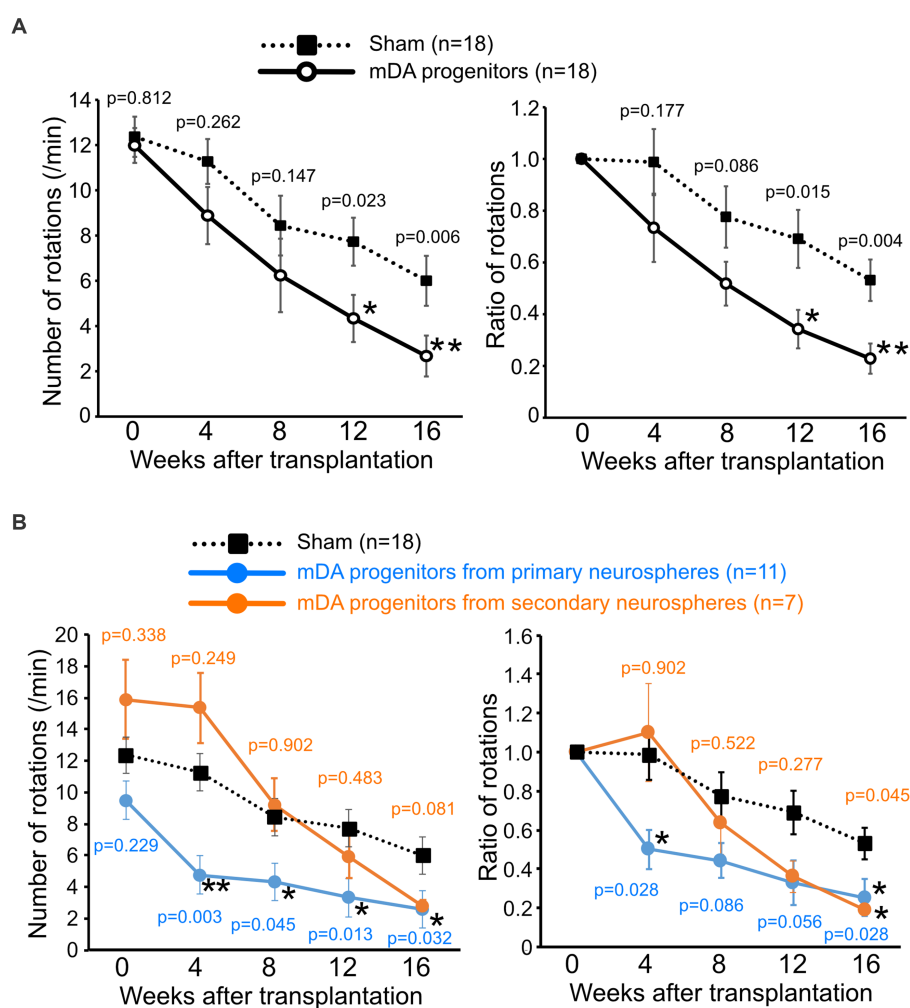 A
Sham (n=18)
mDA progenitors (n=18)
Number of rotations (/min)
14
12
10
8
6
4
2
0
p=0.812
p=0.262
p=0.147
p=0.023
p=0.006
*
**
0 4 8 12 16
Weeks after transplantation
Ratio of rotations
1.2
1.0
0.8
0.6
0.4
0.2
0
p=0.177
p=0.086
p=0.015
p=0.004
*
**
0 4 8 12 16
Weeks after transplantation
B
Sham (n=18)
mDA progenitors from primary neurospheres (n=11)
mDA progenitors from secondary neurospheres (n=7)
Number of rotations (/min)
20
18
16
14
12
10
8
6
4
2
0
p=0.338
p=0.249
p=0.902
p=0.483
p=0.081
p=0.229
**
*
*
*
p=0.003
p=0.045
p=0.013
p=0.032
0 4 8 12 16
Weeks after transplantation
Ratio of rotations
1.6
1.4
1.2
1.0
0.8
0.6
0.4
0.2
0
p=0.902
p=0.522
p=0.277
p=0.045
*
*
*
p=0.028
p=0.086
p=0.056
p=0.028
0 4 8 12 16
Weeks after transplantation